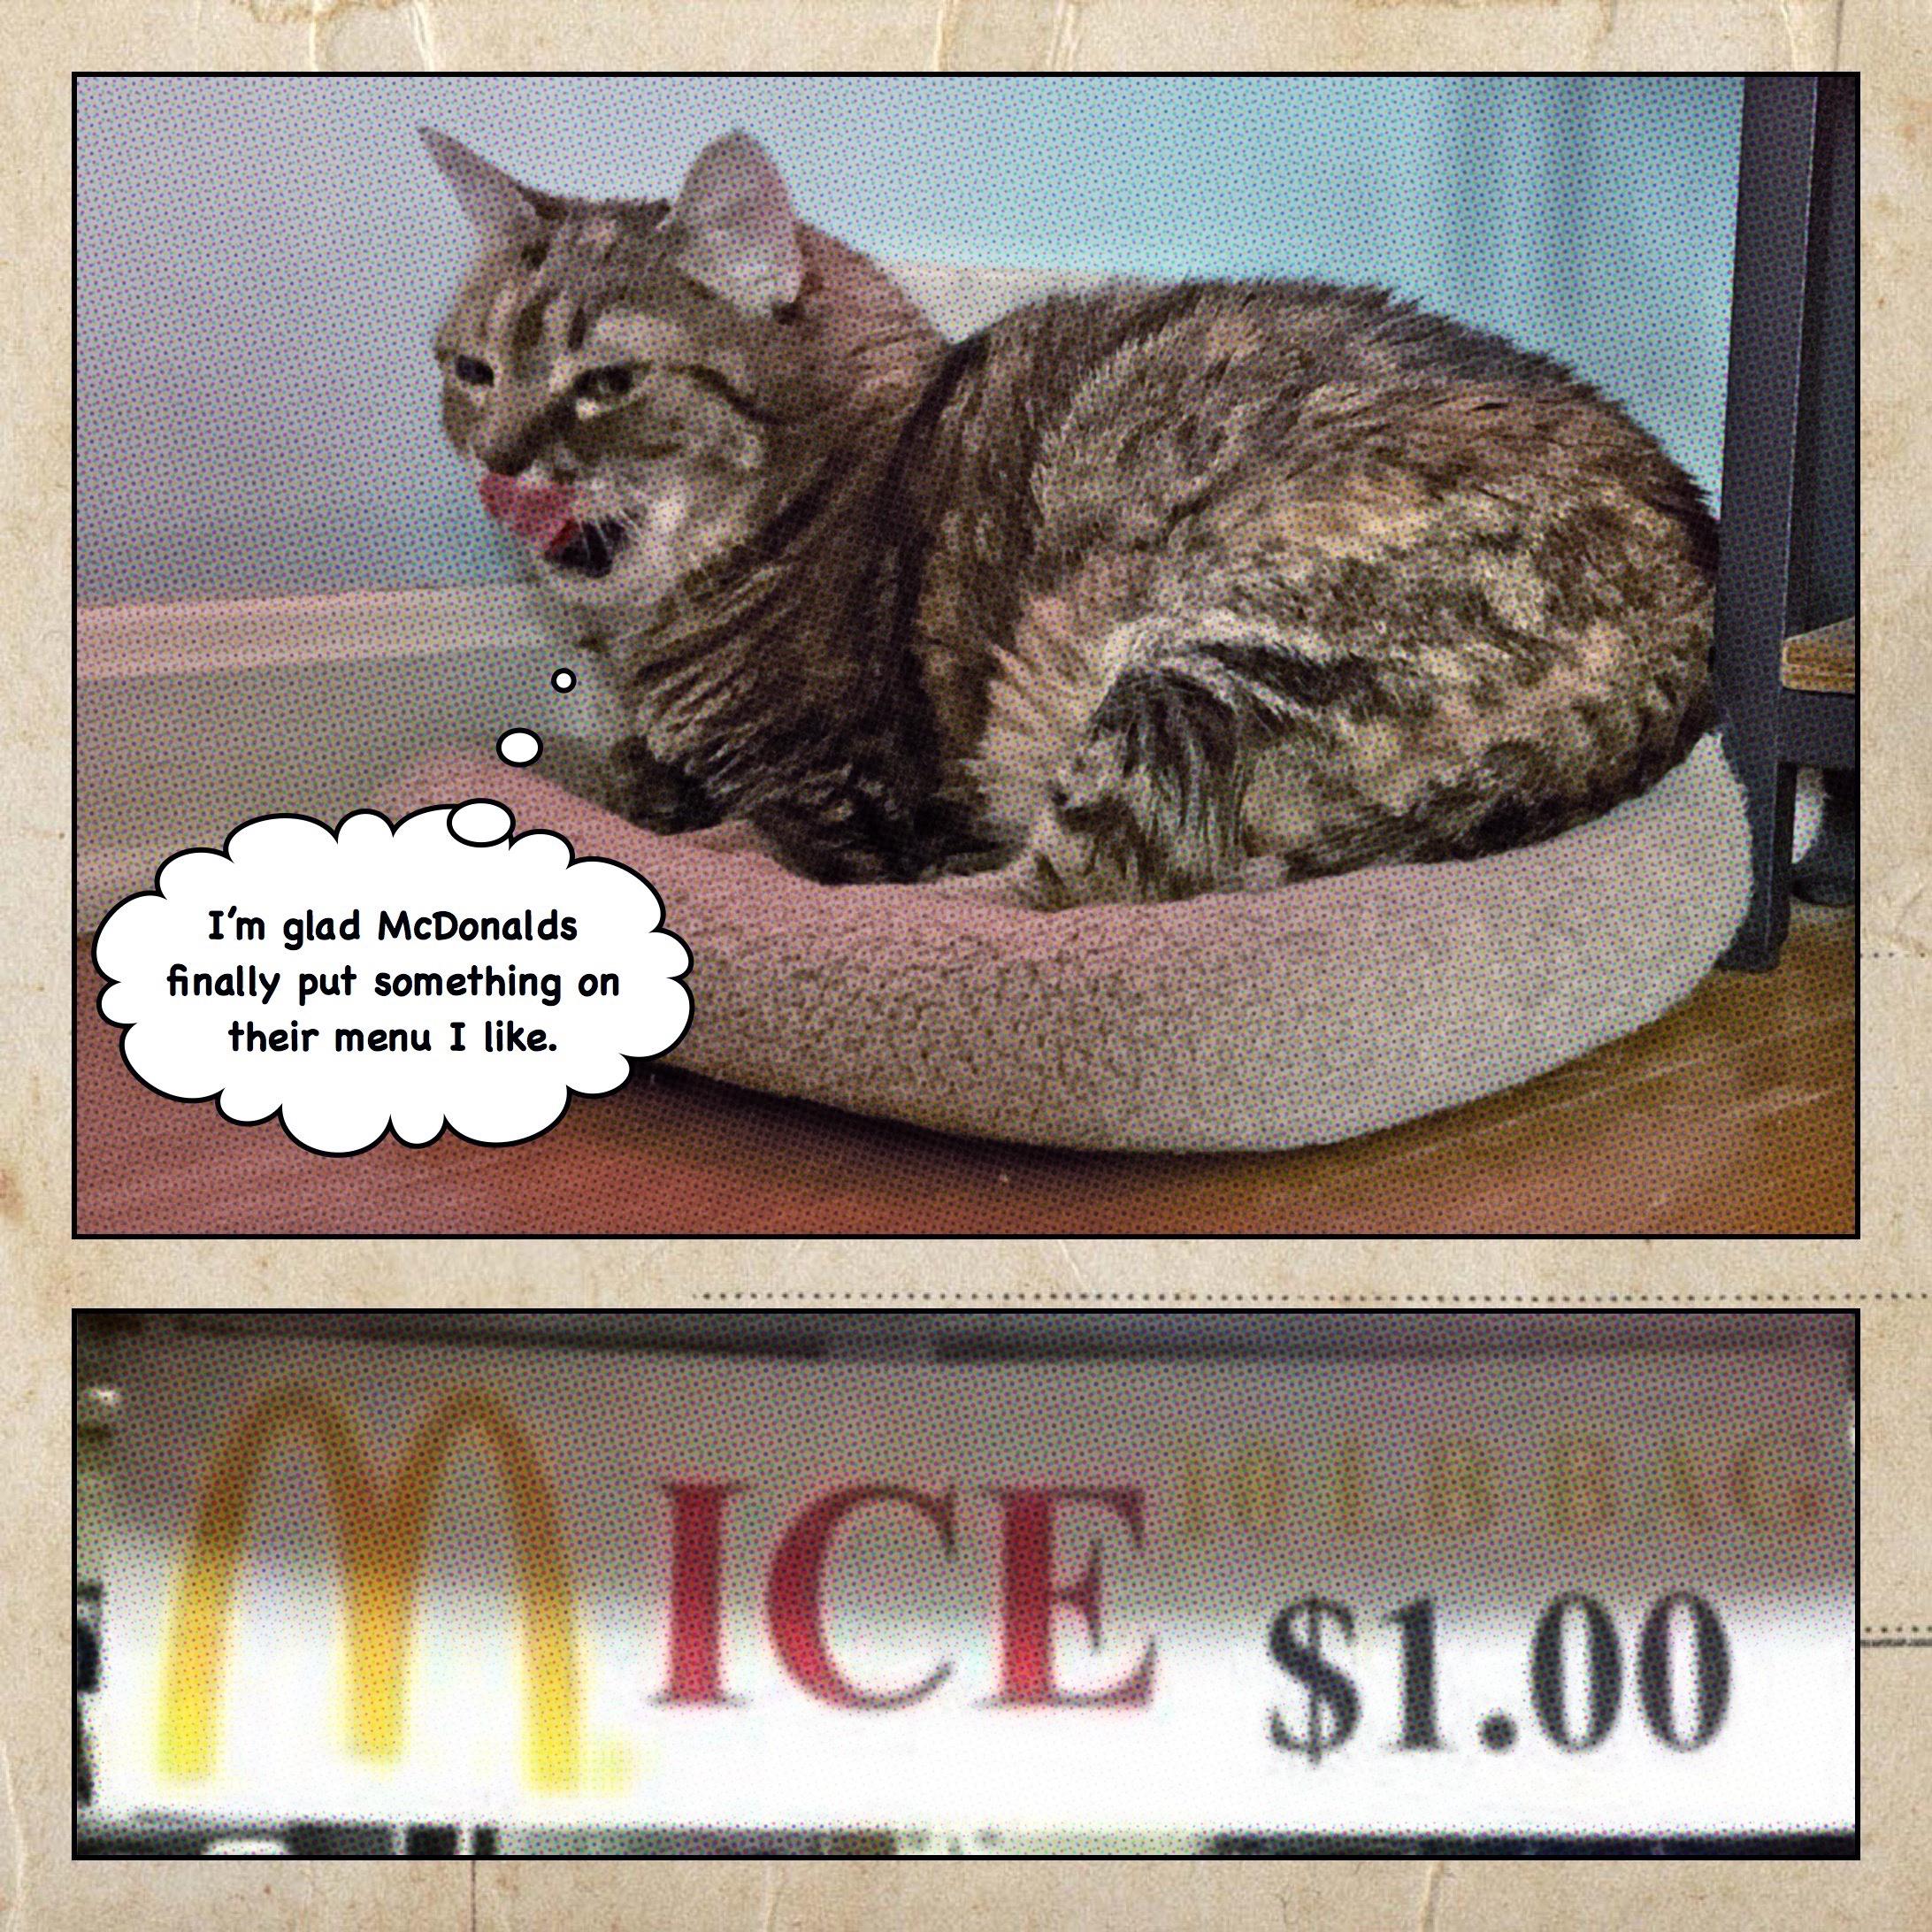 I'm glad McDonalds
finally put something on
their menu I like.
M ICE $1.00